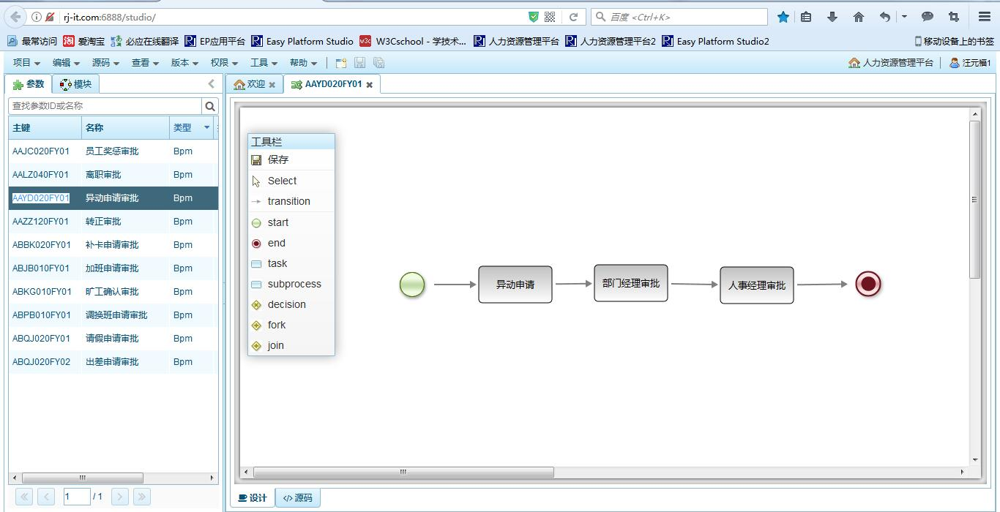 rj-it.com:6888/studio/
百度 <Ctrl+K>
最常访问 爱淘宝 必应在线翻译 EP应用平台 Easy Platform Studio W3Cschool - 学技术... 人力资源管理平台 人力资源管理平台2 Easy Platform Studio2 移动设备上的书签
项目 编辑 源码 查看 版本 权限 工具 帮助 人力资源管理平台 汪元福1
参数 模块
欢迎 AAYD020FY01
查找参数ID或名称
主键 名称 类型
AAJC020FY01 员工奖惩审批 Bpm
AALZ040FY01 离职审批 Bpm
AAYD020FY01 异动申请审批 Bpm
AAZZ120FY01 转正审批 Bpm
ABBK020FY01 补卡申请审批 Bpm
ABJB010FY01 加班申请审批 Bpm
ABKG010FY01 旷工确认审批 Bpm
ABPB010FY01 调换班申请审批 Bpm
ABQJ020FY01 请假申请审批 Bpm
ABQJ020FY02 出差申请审批 Bpm
1 / 1
工具栏
保存
Select
transition
start
end
task
subprocess
decision
fork
join
异动申请 部门经理审批 人事经理审批
设计 源码